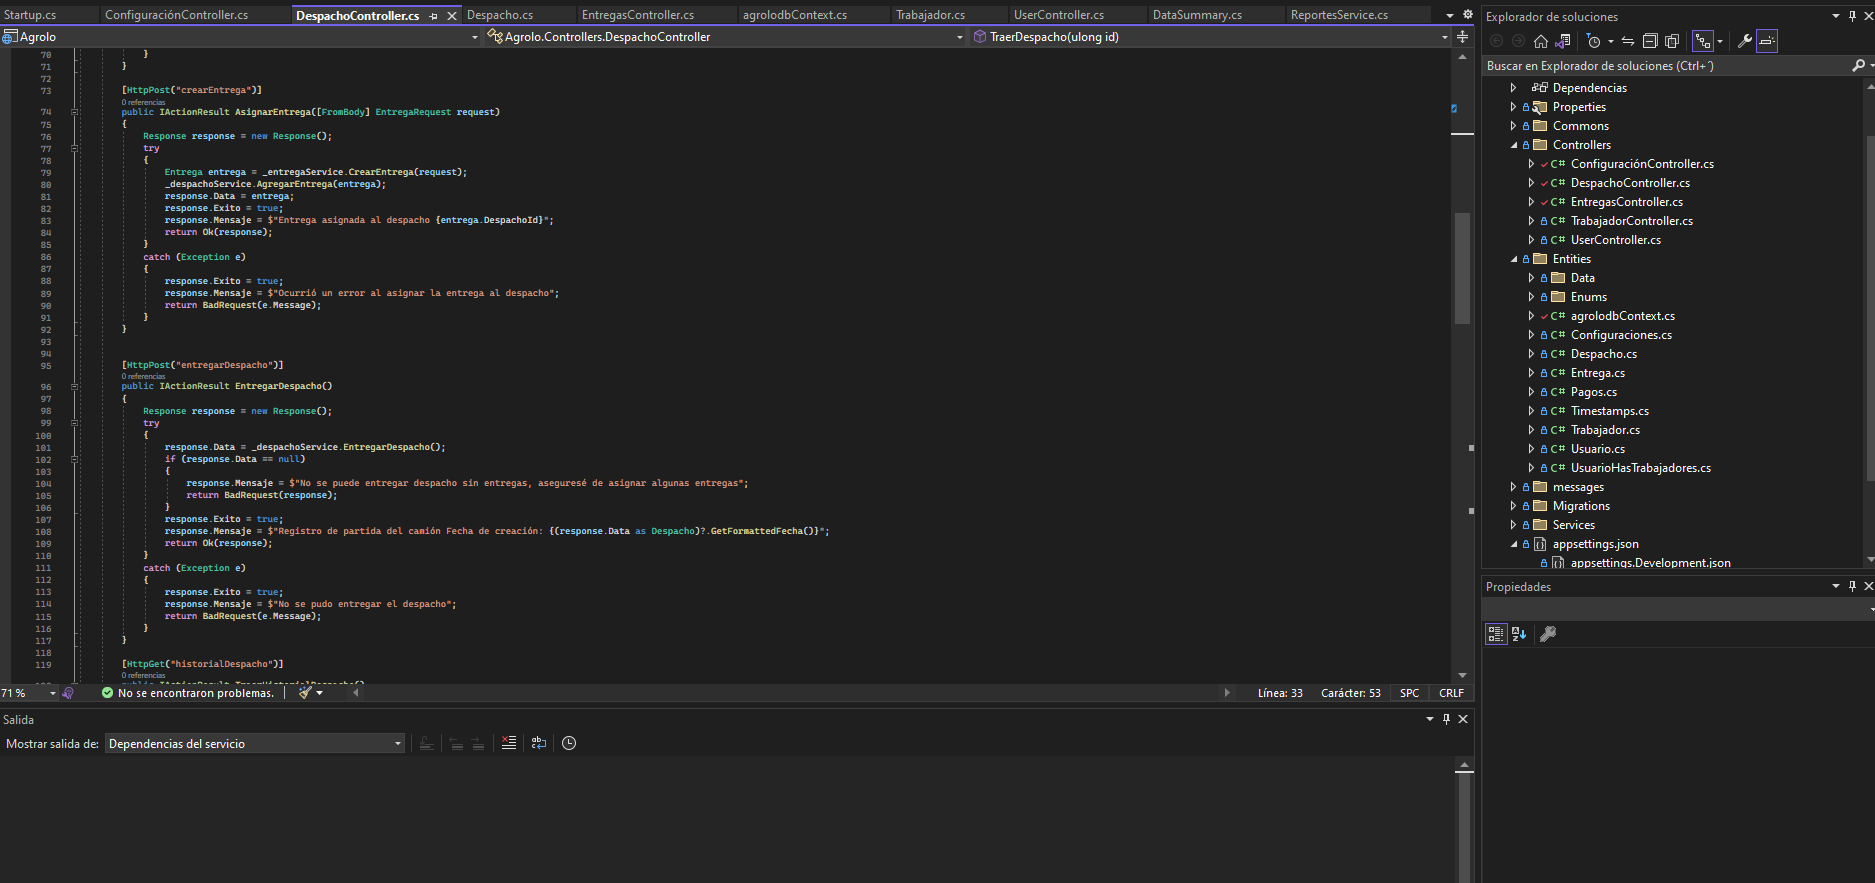 Startup.cs ConfiguraciónController.cs DespachoController.cs Despacho.cs EntregasController.cs agrolodbContext.cs Trabajador.cs UserController.cs DataSummary.cs ReportesService.cs
Agrolo Agrolo.Controllers.DespachoController TraerDespacho(ulong id)
70 }
71 }
72
73 [HttpPost("crearEntrega")]
0 referencias
74 public IActionResult AsignarEntrega([FromBody] EntregaRequest request)
75 {
76 Response response = new Response();
77 try
78 {
79 Entrega entrega = _entregaService.CrearEntrega(request);
80 _despachoService.AgregarEntrega(entrega);
81 response.Data = entrega;
82 response.Exito = true;
83 response.Mensaje = $"Entrega asignada al despacho {entrega.DespachoId}";
84 return Ok(response);
85 }
86 catch (Exception e)
87 {
88 response.Exito = true;
89 response.Mensaje = $"Ocurrió un error al asignar la entrega al despacho";
90 return BadRequest(e.Message);
91 }
92 }
93
94
95 [HttpPost("entregarDespacho")]
0 referencias
96 public IActionResult EntregarDespacho()
97 {
98 Response response = new Response();
99 try
100 {
101 response.Data = _despachoService.EntregarDespacho();
102 if (response.Data == null)
103 {
104 response.Mensaje = $"No se puede entregar despacho sin entregas, aseguresé de asignar algunas entregas";
105 return BadRequest(response);
106 }
107 response.Exito = true;
108 response.Mensaje = $"Registro de partida del camión Fecha de creación: {(response.Data as Despacho)?.GetFormattedFecha()}";
109 return Ok(response);
110 }
111 catch (Exception e)
112 {
113 response.Exito = true;
114 response.Mensaje = $"No se pudo entregar el despacho";
115 return BadRequest(e.Message);
116 }
117 }
118
119 [HttpGet("historialDespacho")]
0 referencias
public IActionResult TraerHistorialDespacho()
71 % No se encontraron problemas. Línea: 33 Carácter: 53 SPC CRLF
Salida
Mostrar salida de: Dependencias del servicio
Explorador de soluciones
Buscar en Explorador de soluciones (Ctrl+´)
Dependencias
Properties
Commons
Controllers
C# ConfiguraciónController.cs
C# DespachoController.cs
C# EntregasController.cs
C# TrabajadorController.cs
C# UserController.cs
Entities
Data
Enums
C# agrolodbContext.cs
C# Configuraciones.cs
C# Despacho.cs
C# Entrega.cs
C# Pagos.cs
C# Timestamps.cs
C# Trabajador.cs
C# Usuario.cs
C# UsuarioHasTrabajadores.cs
messages
Migrations
Services
appsettings.json
appsettings.Development.json
Propiedades